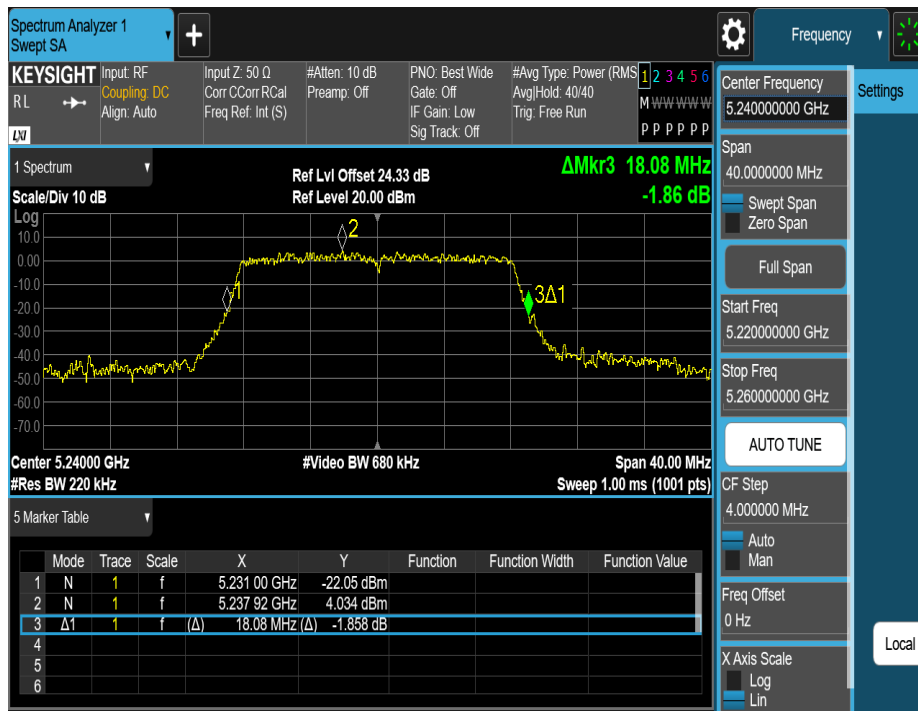 Spectrum Analyzer 1
Swept SA
+
Frequency
KEYSIGHT
RL
LXI
Input: RF
Coupling: DC
Align: Auto
Input Z: 50 Ω
Corr CCorr RCal
Freq Ref: Int (S)
#Atten: 10 dB
Preamp: Off
PNO: Best Wide
Gate: Off
IF Gain: Low
Sig Track: Off
#Avg Type: Power (RMS
Avg|Hold: 40/40
Trig: Free Run
1 2 3 4 5 6
M W W W W W
P P P P P P
1 Spectrum
Scale/Div 10 dB
Ref Lvl Offset 24.33 dB
Ref Level 20.00 dBm
ΔMkr3 18.08 MHz
-1.86 dB
Log
10.0
0.00
-10.0
-20.0
-30.0
-40.0
-50.0
-60.0
-70.0
2
1
3Δ1
Center 5.24000 GHz
#Video BW 680 kHz
Span 40.00 MHz
#Res BW 220 kHz
Sweep 1.00 ms (1001 pts)
5 Marker Table
Mode Trace Scale X Y Function Function Width Function Value
1 N 1 f 5.231 00 GHz -22.05 dBm
2 N 1 f 5.237 92 GHz 4.034 dBm
3 Δ1 1 f (Δ) 18.08 MHz (Δ) -1.858 dB
4
5
6
Center Frequency
5.240000000 GHz
Settings
Span
40.0000000 MHz
Swept Span
Zero Span
Full Span
Start Freq
5.220000000 GHz
Stop Freq
5.260000000 GHz
AUTO TUNE
CF Step
4.000000 MHz
Auto
Man
Freq Offset
0 Hz
X Axis Scale
Log
Lin
Local